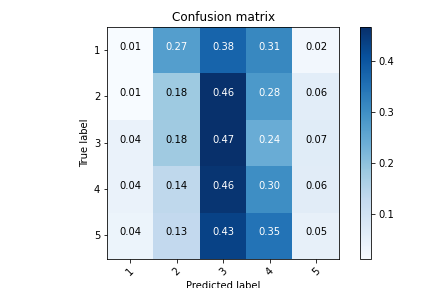 Confusion matrix
1 0.01 0.27 0.38 0.31 0.02
2 0.01 0.18 0.46 0.28 0.06
3 0.04 0.18 0.47 0.24 0.07
4 0.04 0.14 0.46 0.30 0.06
5 0.04 0.13 0.43 0.35 0.05
1 2 3 4 5
True label
Predicted label
0.4
0.3
0.2
0.1